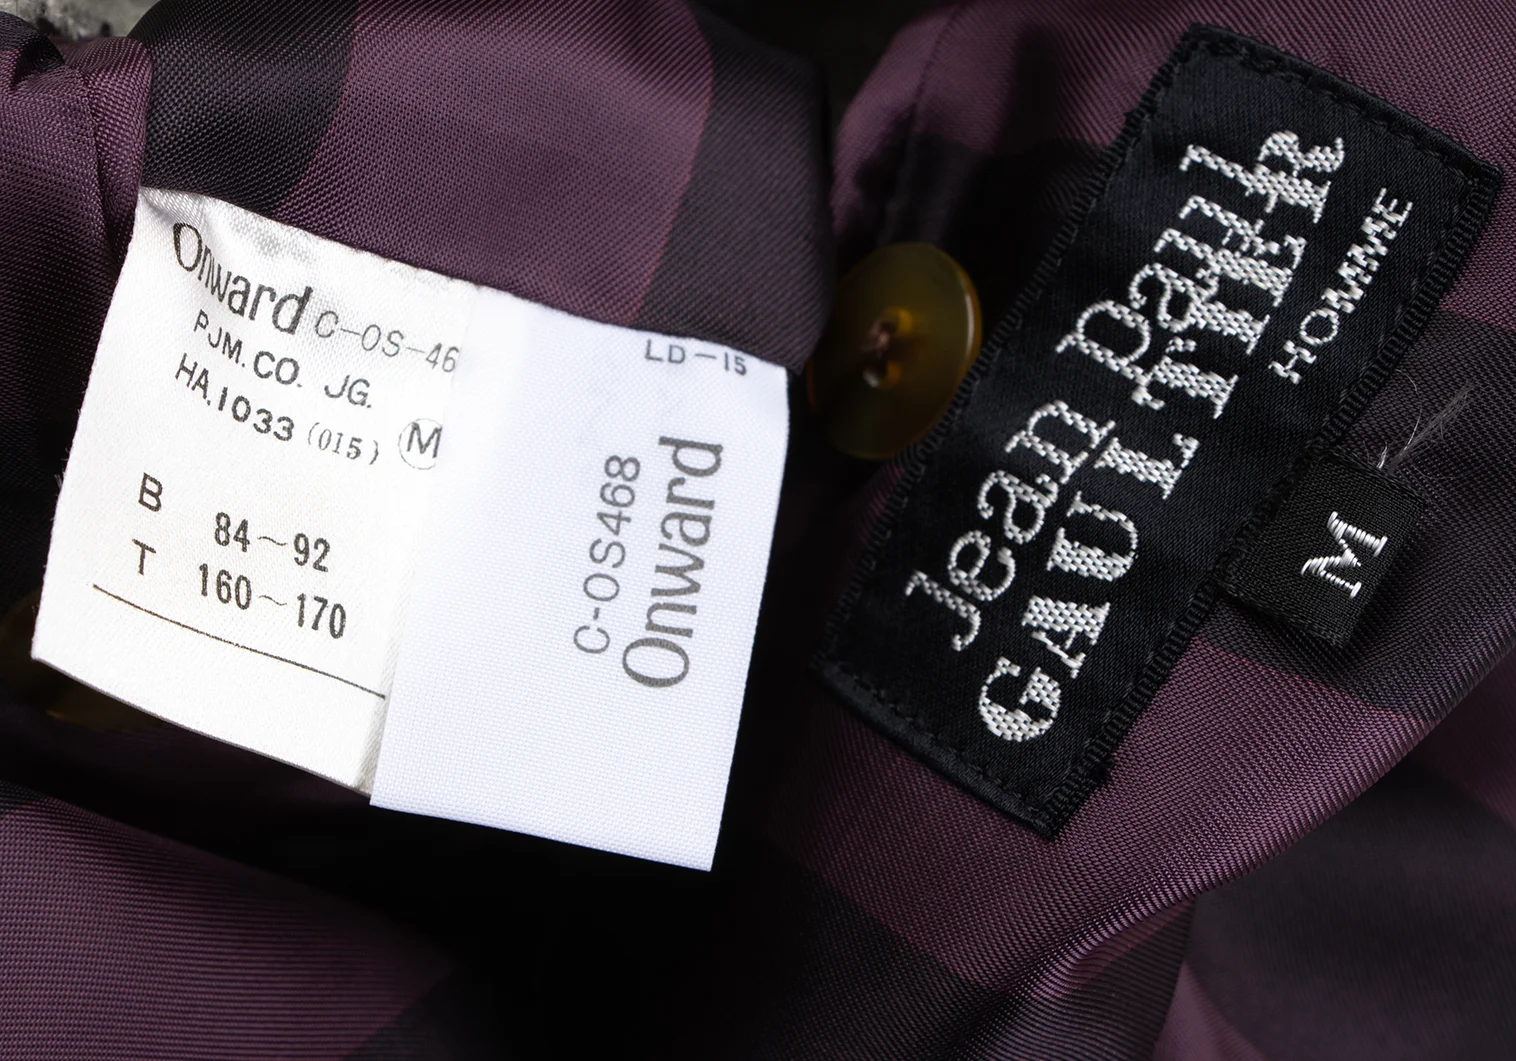 Onward C-OS-46
PJM.CO. JG.
HA.1033 (015) M
B 84~92
T 160~170
LD-15
C-OS468
Onward
Jean Paul
GAULTIER
HOMME
M